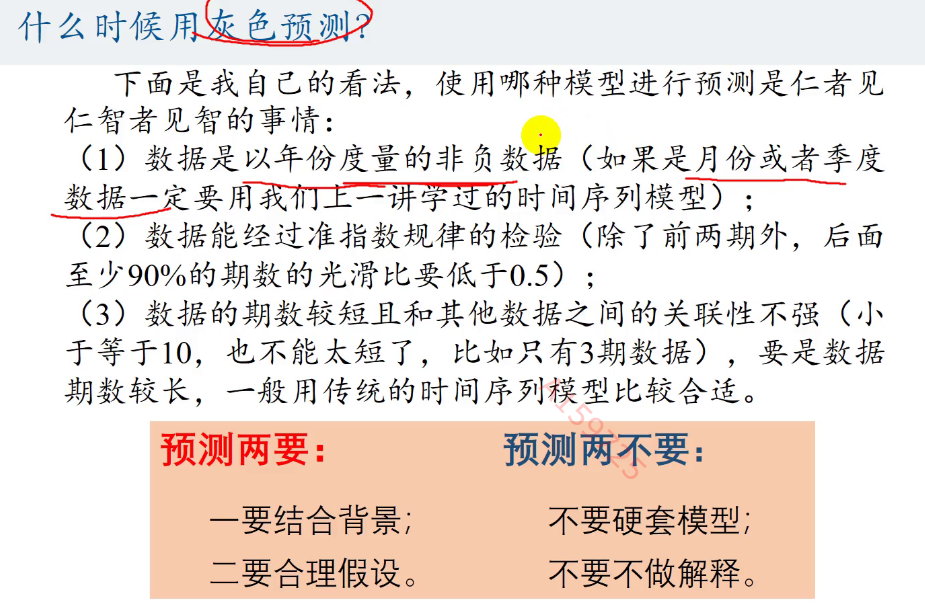 什么时候用灰色预测?
下面是我自己的看法，使用哪种模型进行预测是仁者见
仁智者见智的事情：
（1）数据是以年份度量的非负数据（如果是月份或者季度
数据一定要用我们上一讲学过的时间序列模型）；
（2）数据能经过准指数规律的检验（除了前两期外，后面
至少90%的期数的光滑比要低于0.5）；
（3）数据的期数较短且和其他数据之间的关联性不强（小
于等于10，也不能太短了，比如只有3期数据），要是数据
期数较长，一般用传统的时间序列模型比较合适。
预测两要：
一要结合背景；
二要合理假设。
预测两不要：
不要硬套模型；
不要不做解释。